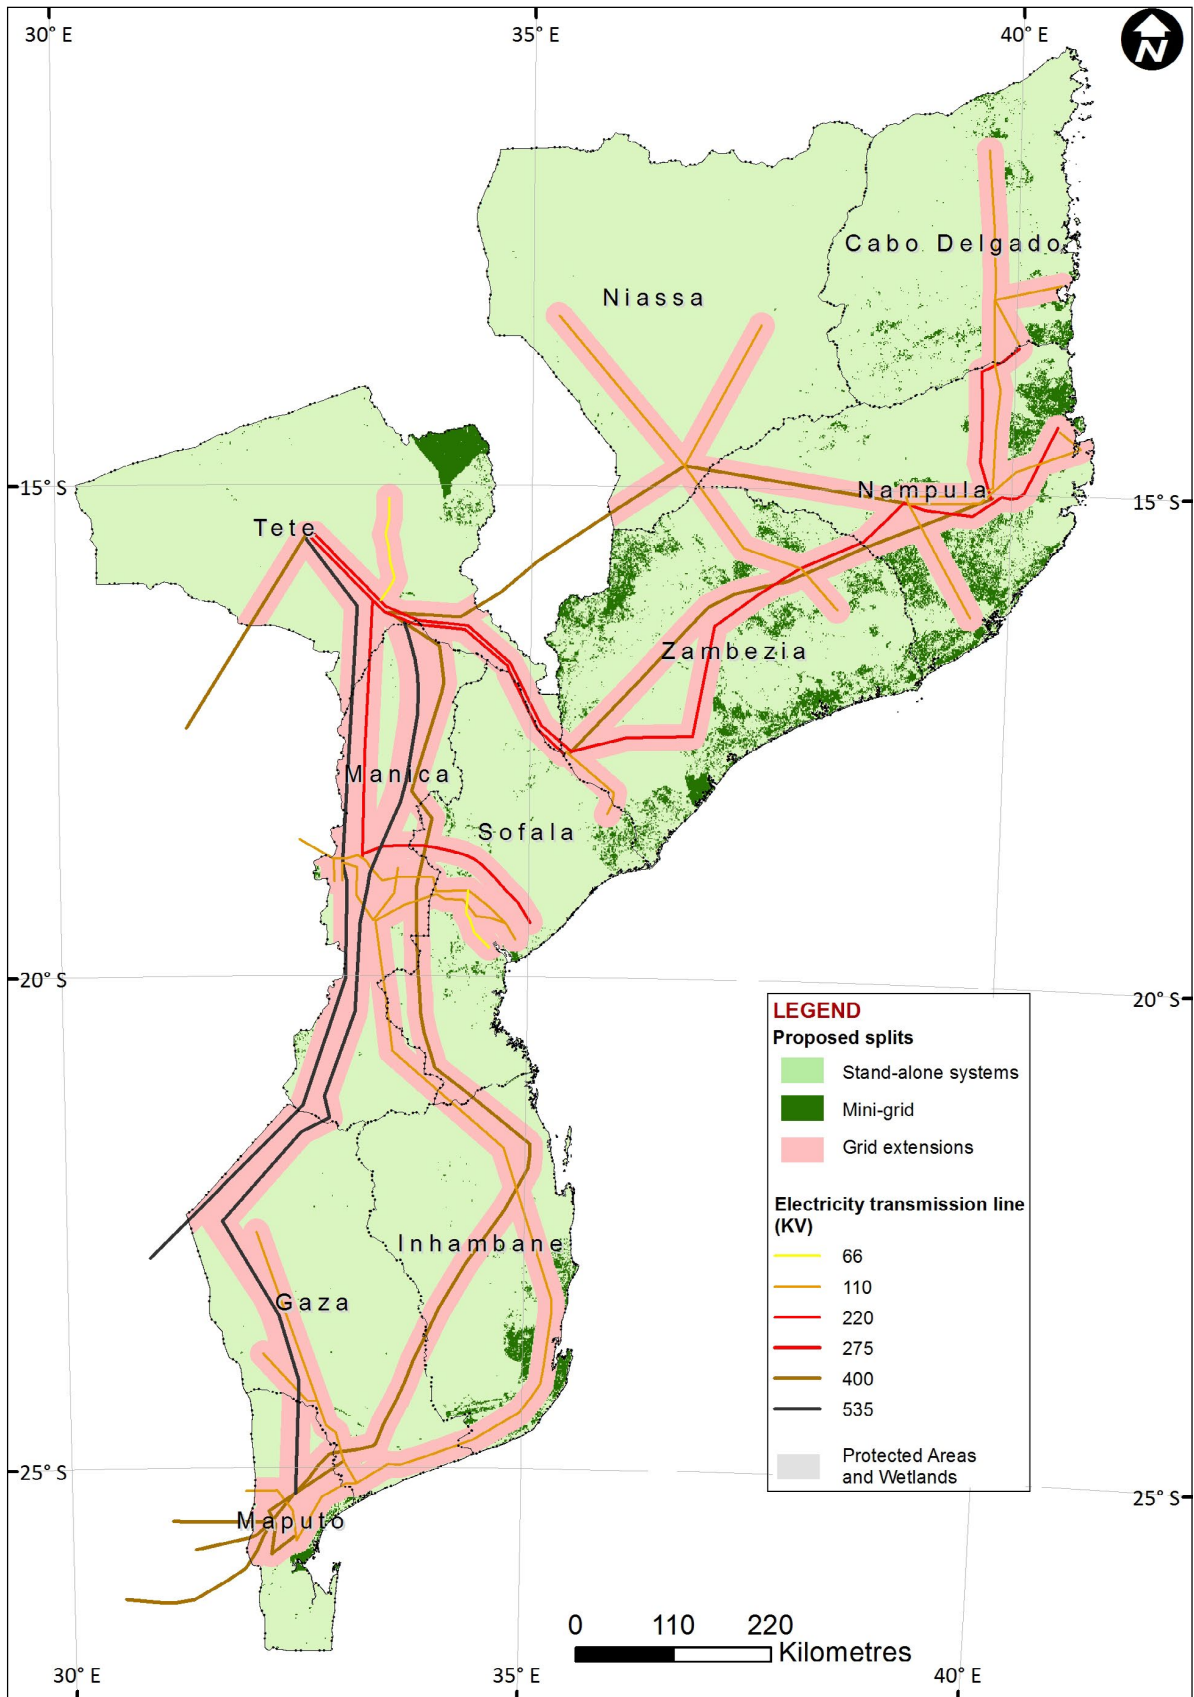 30° E
35° E
40° E
N
Cabo Delgado
Niassa
15° S
Nampula
15° S
Tete
Zambezia
Manica
Sofala
20° S
20° S
LEGEND
Proposed splits
Stand-alone systems
Mini-grid
Grid extensions
Electricity transmission line
(KV)
66
110
220
275
400
535
Protected Areas
and Wetlands
Inhambane
Gaza
25° S
25° S
Maputo
0 110 220
Kilometres
30° E
35° E
40° E